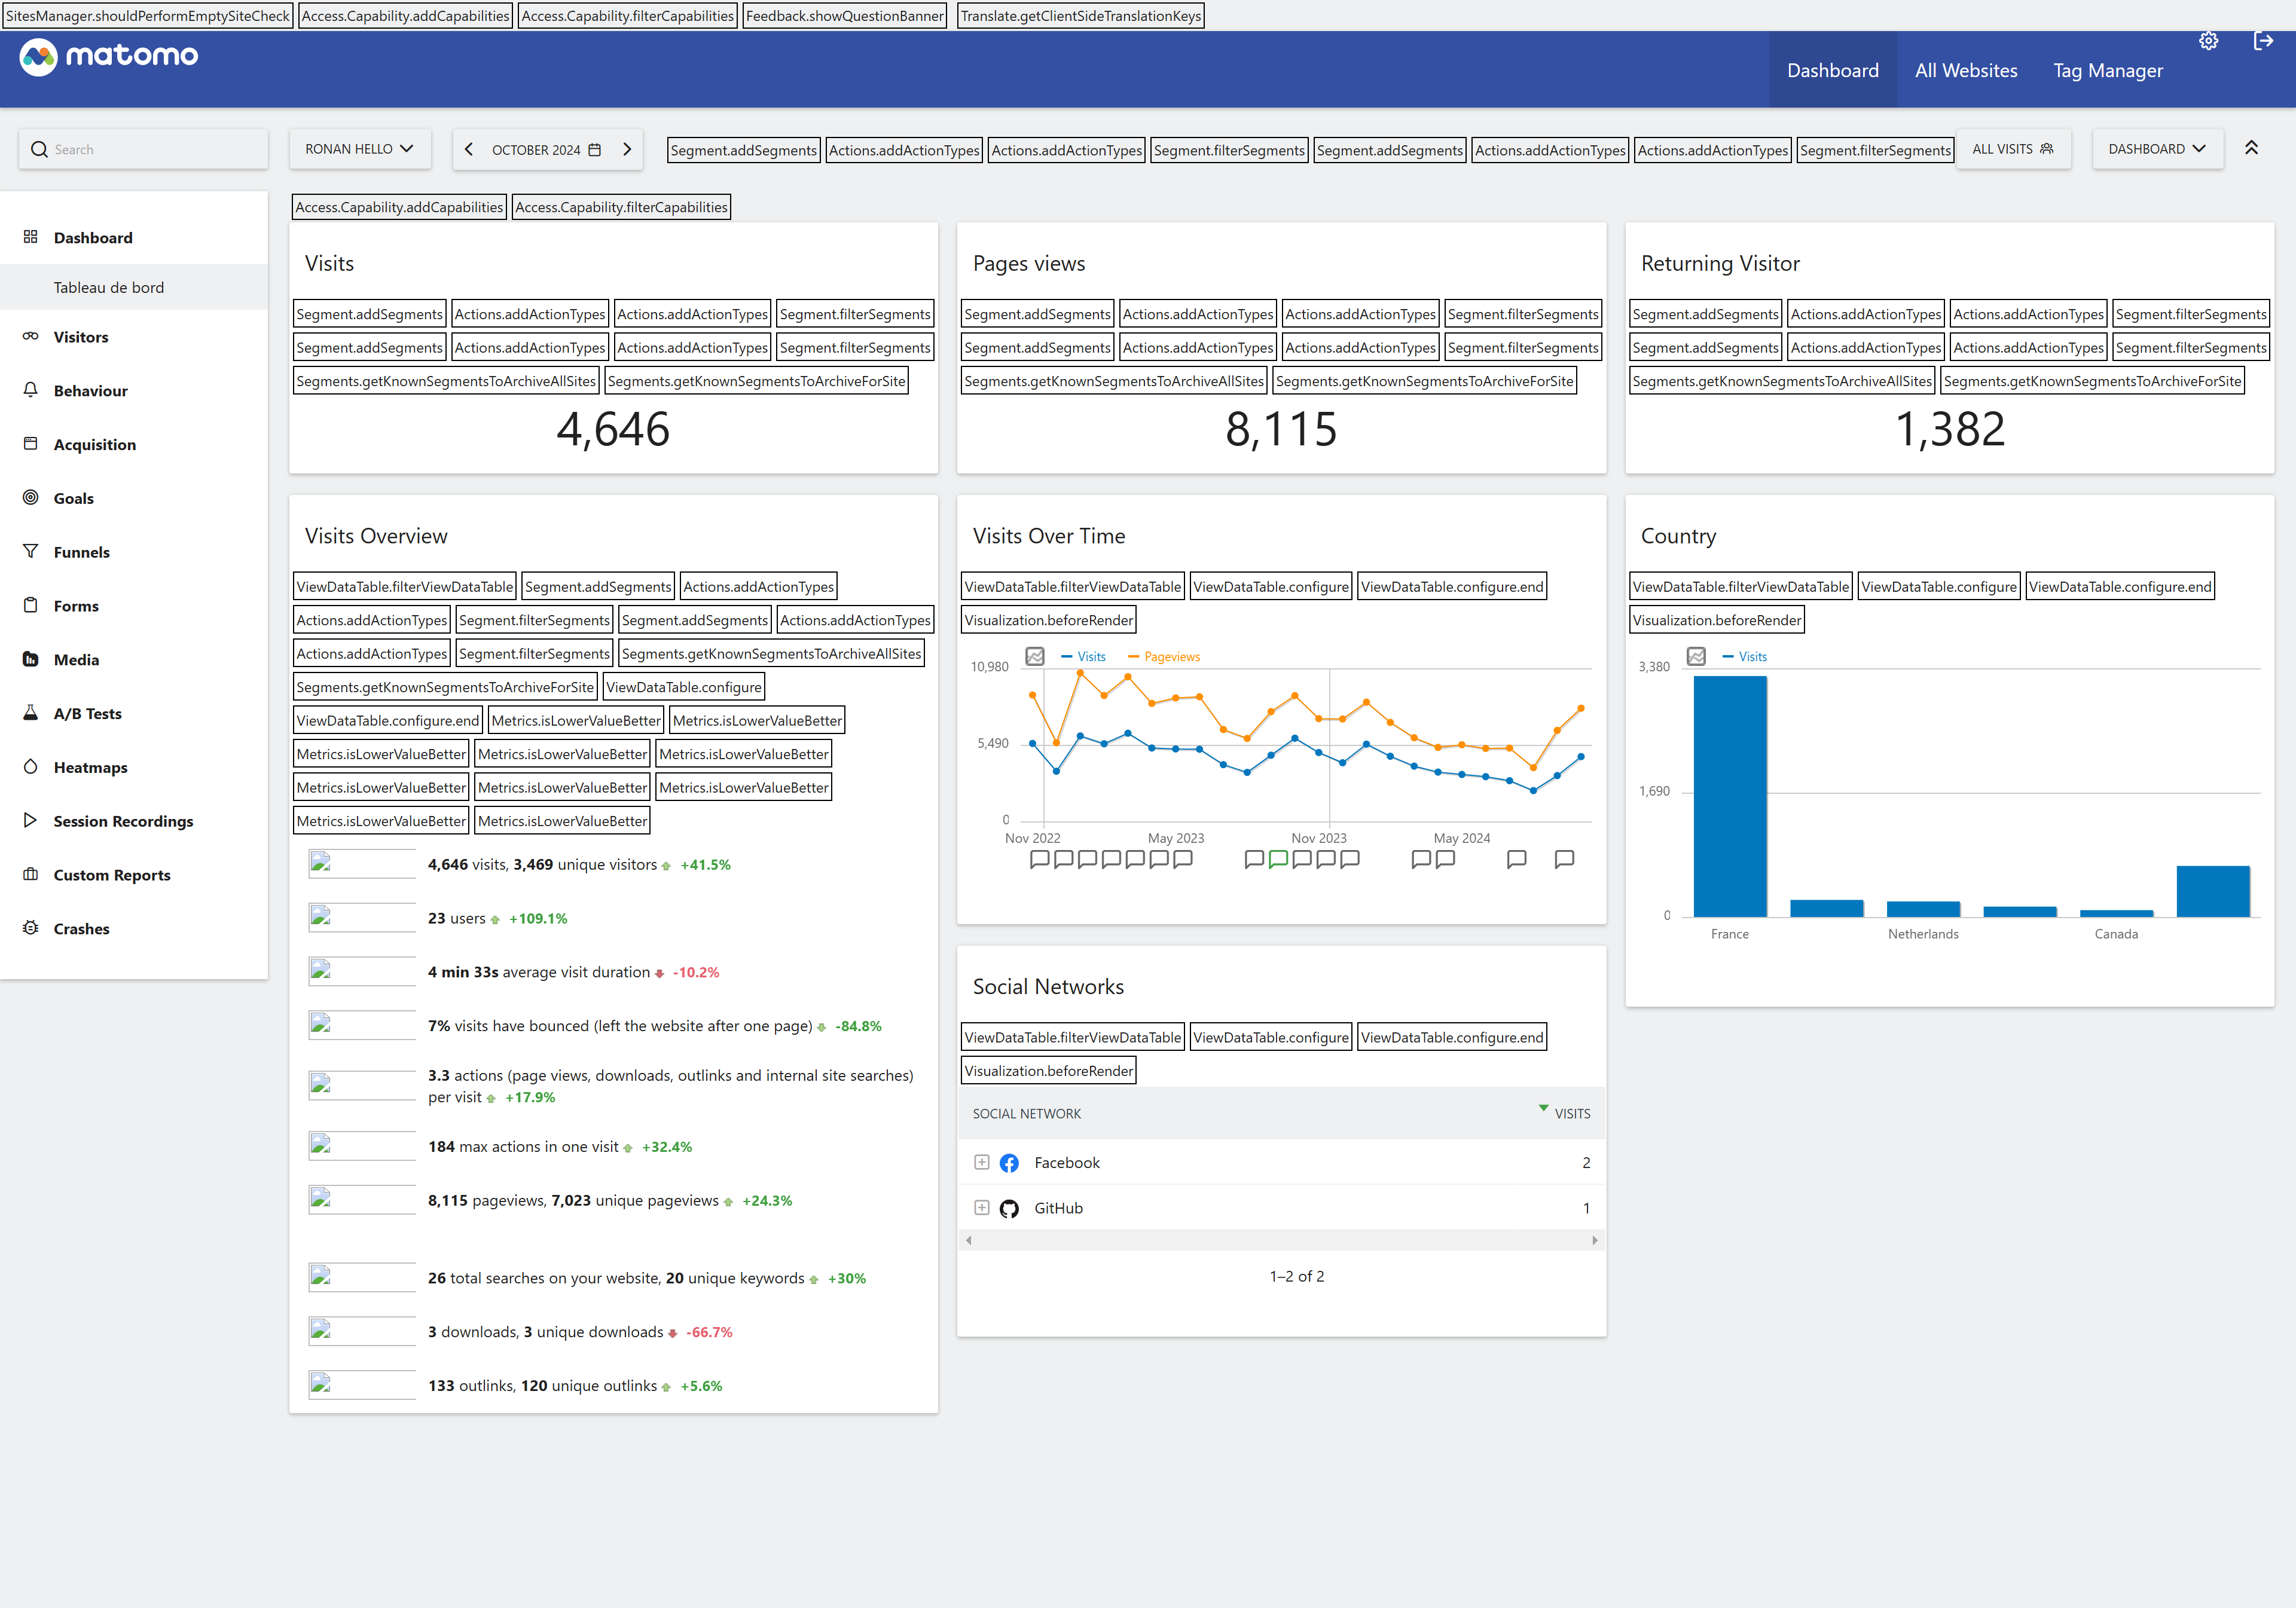 SitesManager.shouldPerformEmptySiteCheck Access.Capability.addCapabilities Access.Capability.filterCapabilities Feedback.showQuestionBanner Translate.getClientSideTranslationKeys
matomo
Dashboard All Websites Tag Manager
Search
RONAN HELLO
OCTOBER 2024
Segment.addSegments Actions.addActionTypes Actions.addActionTypes Segment.filterSegments Segment.addSegments Actions.addActionTypes Actions.addActionTypes Segment.filterSegments
ALL VISITS
DASHBOARD
Dashboard
Tableau de bord
Visitors
Behaviour
Acquisition
Goals
Funnels
Forms
Media
A/B Tests
Heatmaps
Session Recordings
Custom Reports
Crashes
Access.Capability.addCapabilities Access.Capability.filterCapabilities
Visits
Segment.addSegments Actions.addActionTypes Actions.addActionTypes Segment.filterSegments
Segment.addSegments Actions.addActionTypes Actions.addActionTypes Segment.filterSegments
Segments.getKnownSegmentsToArchiveAllSites Segments.getKnownSegmentsToArchiveForSite
4,646
Pages views
Segment.addSegments Actions.addActionTypes Actions.addActionTypes Segment.filterSegments
Segment.addSegments Actions.addActionTypes Actions.addActionTypes Segment.filterSegments
Segments.getKnownSegmentsToArchiveAllSites Segments.getKnownSegmentsToArchiveForSite
8,115
Returning Visitor
Segment.addSegments Actions.addActionTypes Actions.addActionTypes Segment.filterSegments
Segment.addSegments Actions.addActionTypes Actions.addActionTypes Segment.filterSegments
Segments.getKnownSegmentsToArchiveAllSites Segments.getKnownSegmentsToArchiveForSite
1,382
Visits Overview
ViewDataTable.filterViewDataTable Segment.addSegments Actions.addActionTypes
Actions.addActionTypes Segment.filterSegments Segment.addSegments Actions.addActionTypes
Actions.addActionTypes Segment.filterSegments Segments.getKnownSegmentsToArchiveAllSites
Segments.getKnownSegmentsToArchiveForSite ViewDataTable.configure
ViewDataTable.configure.end Metrics.isLowerValueBetter Metrics.isLowerValueBetter
Metrics.isLowerValueBetter Metrics.isLowerValueBetter Metrics.isLowerValueBetter
Metrics.isLowerValueBetter Metrics.isLowerValueBetter Metrics.isLowerValueBetter
Metrics.isLowerValueBetter Metrics.isLowerValueBetter
4,646 visits, 3,469 unique visitors +41.5%
23 users +109.1%
4 min 33s average visit duration -10.2%
7% visits have bounced (left the website after one page) -84.8%
3.3 actions (page views, downloads, outlinks and internal site searches)
per visit +17.9%
184 max actions in one visit +32.4%
8,115 pageviews, 7,023 unique pageviews +24.3%
26 total searches on your website, 20 unique keywords +30%
3 downloads, 3 unique downloads -66.7%
133 outlinks, 120 unique outlinks +5.6%
Visits Over Time
ViewDataTable.filterViewDataTable ViewDataTable.configure ViewDataTable.configure.end
Visualization.beforeRender
Visits Pageviews
10,980
5,490
0
Nov 2022 May 2023 Nov 2023 May 2024
Social Networks
ViewDataTable.filterViewDataTable ViewDataTable.configure ViewDataTable.configure.end
Visualization.beforeRender
SOCIAL NETWORK VISITS
Facebook 2
GitHub 1
1–2 of 2
Country
ViewDataTable.filterViewDataTable ViewDataTable.configure ViewDataTable.configure.end
Visualization.beforeRender
Visits
3,380
1,690
0
France Netherlands Canada